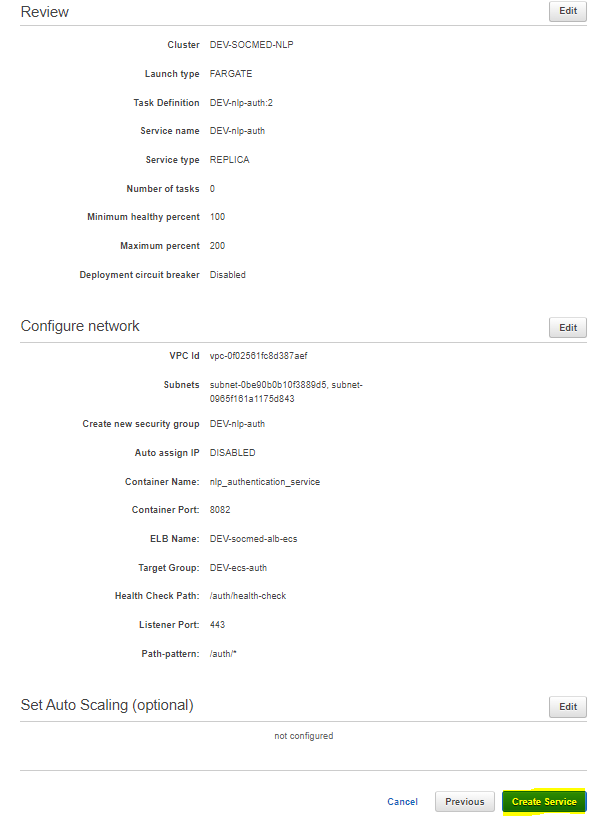 Review
Edit
Cluster DEV-SOCMED-NLP
Launch type FARGATE
Task Definition DEV-nlp-auth:2
Service name DEV-nlp-auth
Service type REPLICA
Number of tasks 0
Minimum healthy percent 100
Maximum percent 200
Deployment circuit breaker Disabled
Configure network
Edit
VPC Id vpc-0f02561fc8d387aef
Subnets subnet-0be90b0b10f3889d5, subnet-
0965f161a1175d843
Create new security group DEV-nlp-auth
Auto assign IP DISABLED
Container Name: nlp_authentication_service
Container Port: 8082
ELB Name: DEV-socmed-alb-ecs
Target Group: DEV-ecs-auth
Health Check Path: /auth/health-check
Listener Port: 443
Path-pattern: /auth/*
Set Auto Scaling (optional)
Edit
not configured
Cancel Previous Create Service